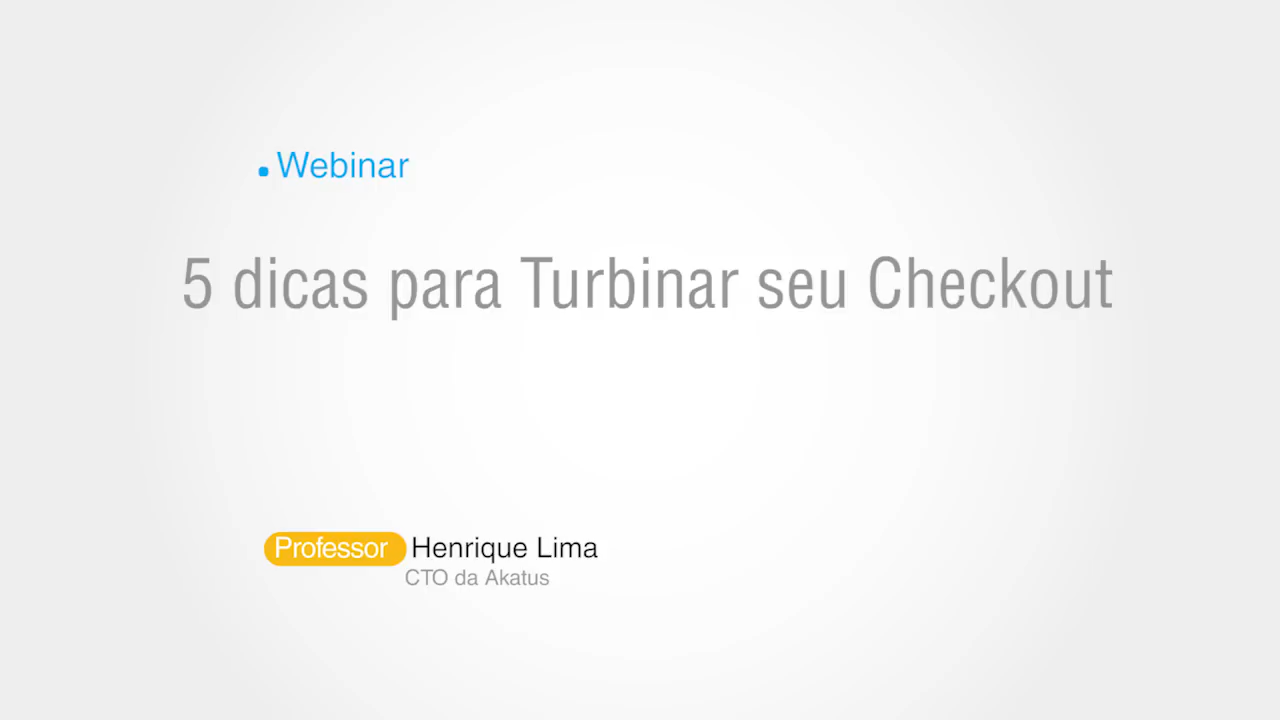 Webinar
5 dicas para Turbinar seu Checkout
Professor Henrique Lima
CTO da Akatus